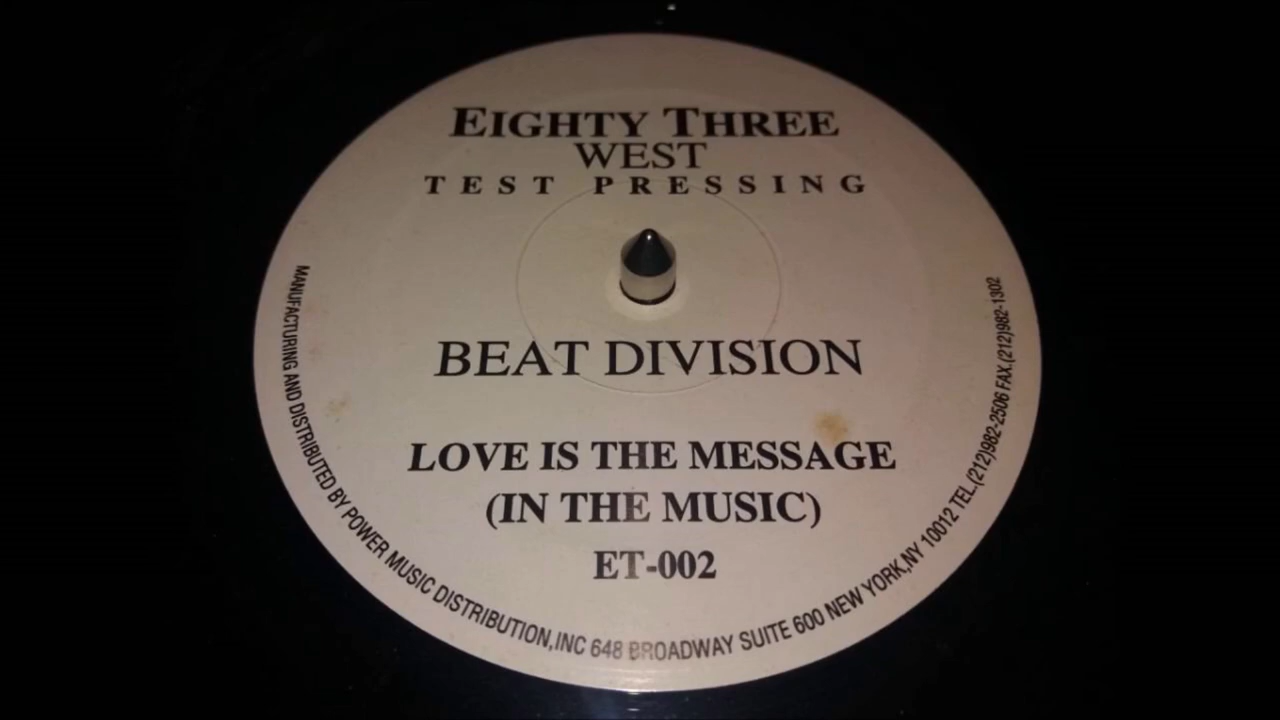 EIGHTY THREE
WEST
TEST PRESSING
BEAT DIVISION
LOVE IS THE MESSAGE
(IN THE MUSIC)
ET-002
MANUFACTURING AND DISTRIBUTED BY POWER MUSIC DISTRIBUTION,INC 648 BROADWAY SUITE 600 NEW YORK,NY 10012 TEL.(212)982-2506 FAX.(212)982-1302